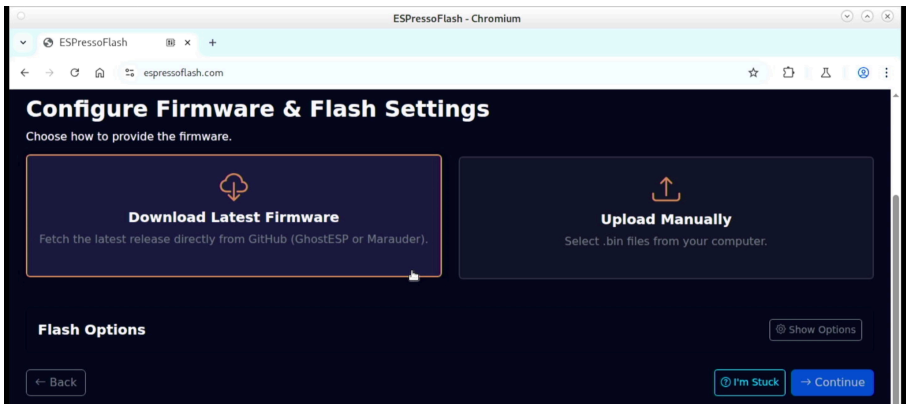 ESPressoFlash - Chromium
ESPressoFlash
espressoflash.com
Configure Firmware & Flash Settings
Choose how to provide the firmware.
Download Latest Firmware
Fetch the latest release directly from GitHub (GhostESP or Marauder).
Upload Manually
Select .bin files from your computer.
Flash Options
Show Options
← Back
I'm Stuck
→ Continue